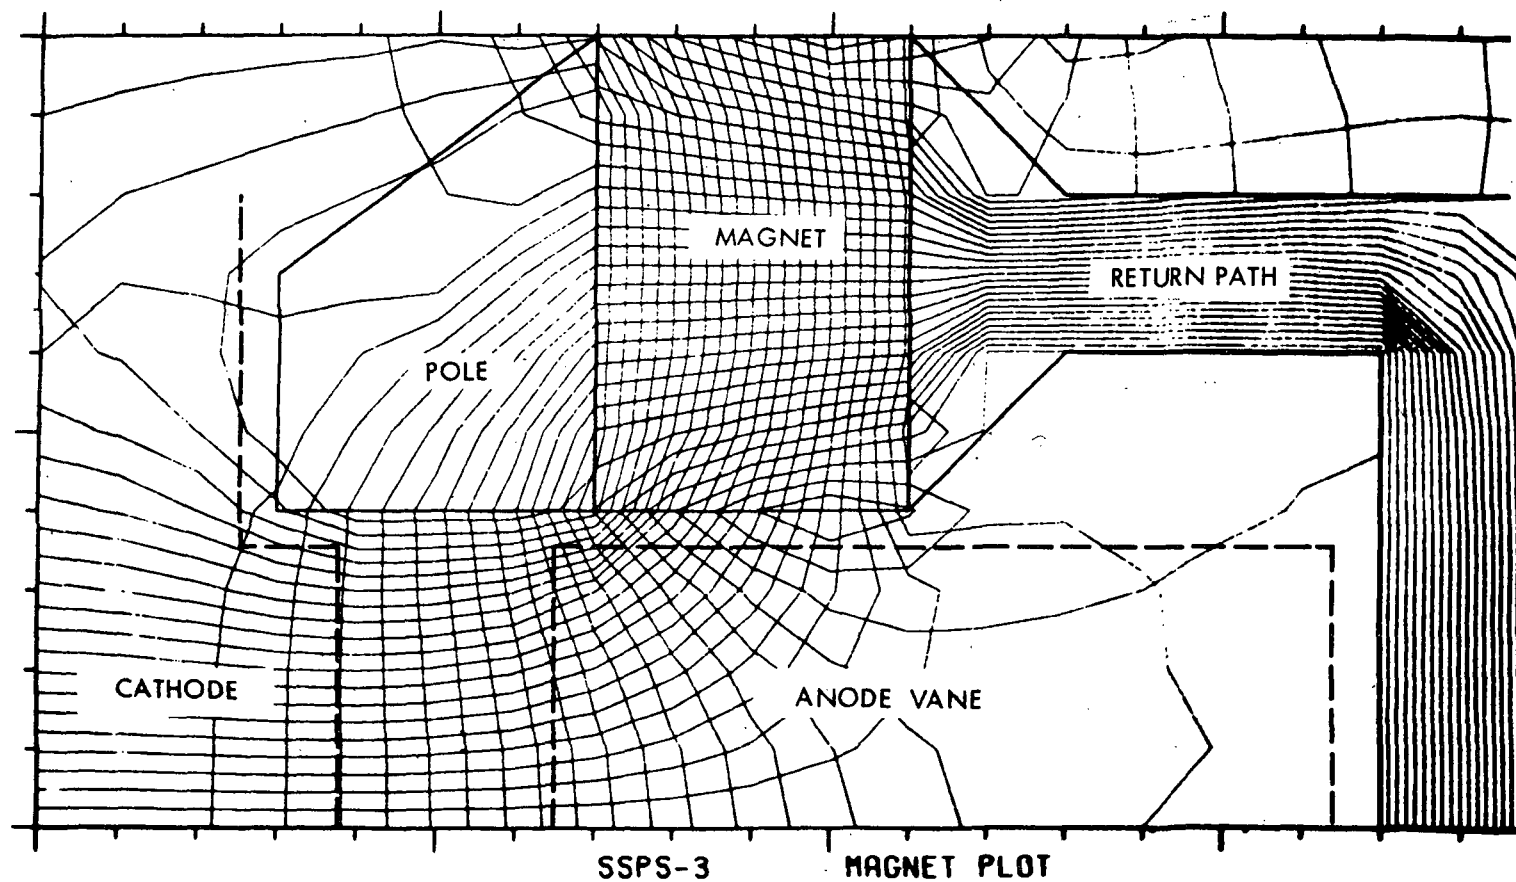 MAGNET
RETURN PATH
POLE
CATHODE
ANODE VANE
SSPS-3 MAGNET PLOT